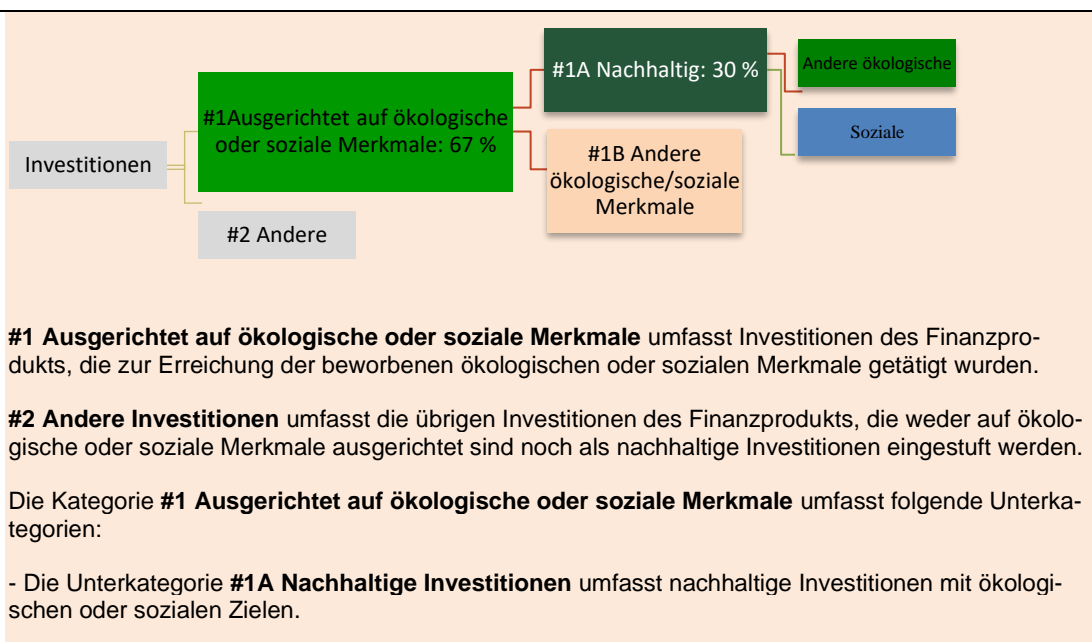 Investitionen
#1Ausgerichtet auf ökologische
oder soziale Merkmale: 67 %
#2 Andere
#1A Nachhaltig: 30 %
#1B Andere
ökologische/soziale
Merkmale
Andere ökologische
Soziale
#1 Ausgerichtet auf ökologische oder soziale Merkmale umfasst Investitionen des Finanzpro-
dukts, die zur Erreichung der beworbenen ökologischen oder sozialen Merkmale getätigt wurden.
#2 Andere Investitionen umfasst die übrigen Investitionen des Finanzprodukts, die weder auf ökolo-
gische oder soziale Merkmale ausgerichtet sind noch als nachhaltige Investitionen eingestuft werden.
Die Kategorie #1 Ausgerichtet auf ökologische oder soziale Merkmale umfasst folgende Unterka-
tegorien:
- Die Unterkategorie #1A Nachhaltige Investitionen umfasst nachhaltige Investitionen mit ökologi-
schen oder sozialen Zielen.